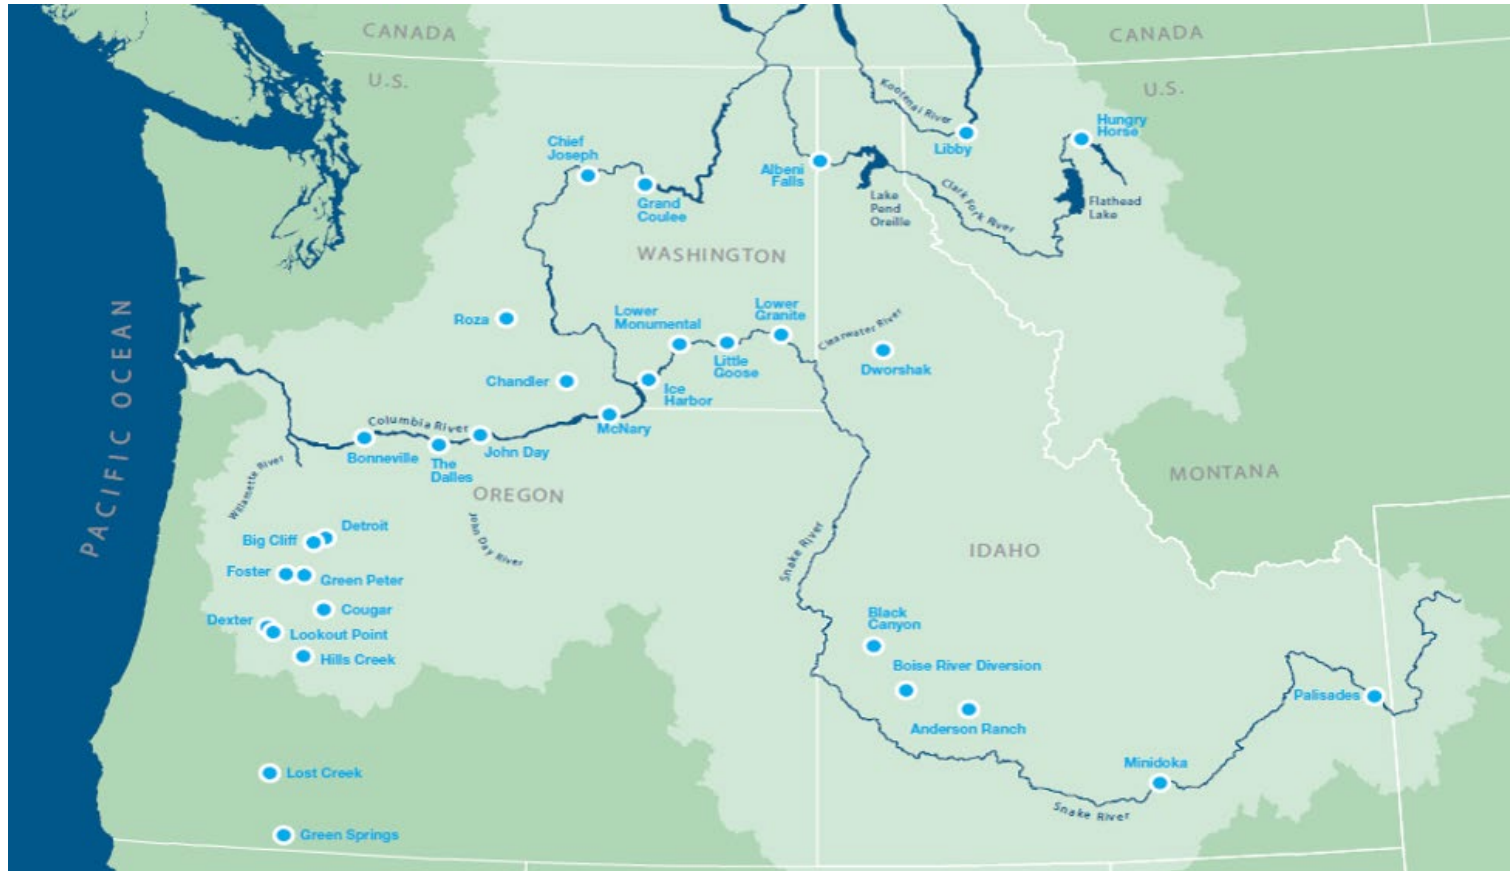 CANADA
U.S.
CANADA
U.S.
Kootenai River
Libby
Hungry
Horse
Chief
Joseph
Grand
Coulee
Albeni
Falls
Lake
Pend
Oreille
Clark Fork River
Flathead
Lake
WASHINGTON
PACIFIC OCEAN
Roza
Lower
Monumental
Lower
Granite
Little
Goose
Clearwater River
Dworshak
Chandler
Ice
Harbor
McNary
Columbia River
Bonneville
The
Dalles
John Day
OREGON
MONTANA
Willamette River
John Day River
Snake River
IDAHO
Detroit
Big Cliff
Foster
Green Peter
Cougar
Dexter
Lookout Point
Hills Creek
Black
Canyon
Boise River Diversion
Anderson Ranch
Palisades
Minidoka
Snake River
Lost Creek
Green Springs